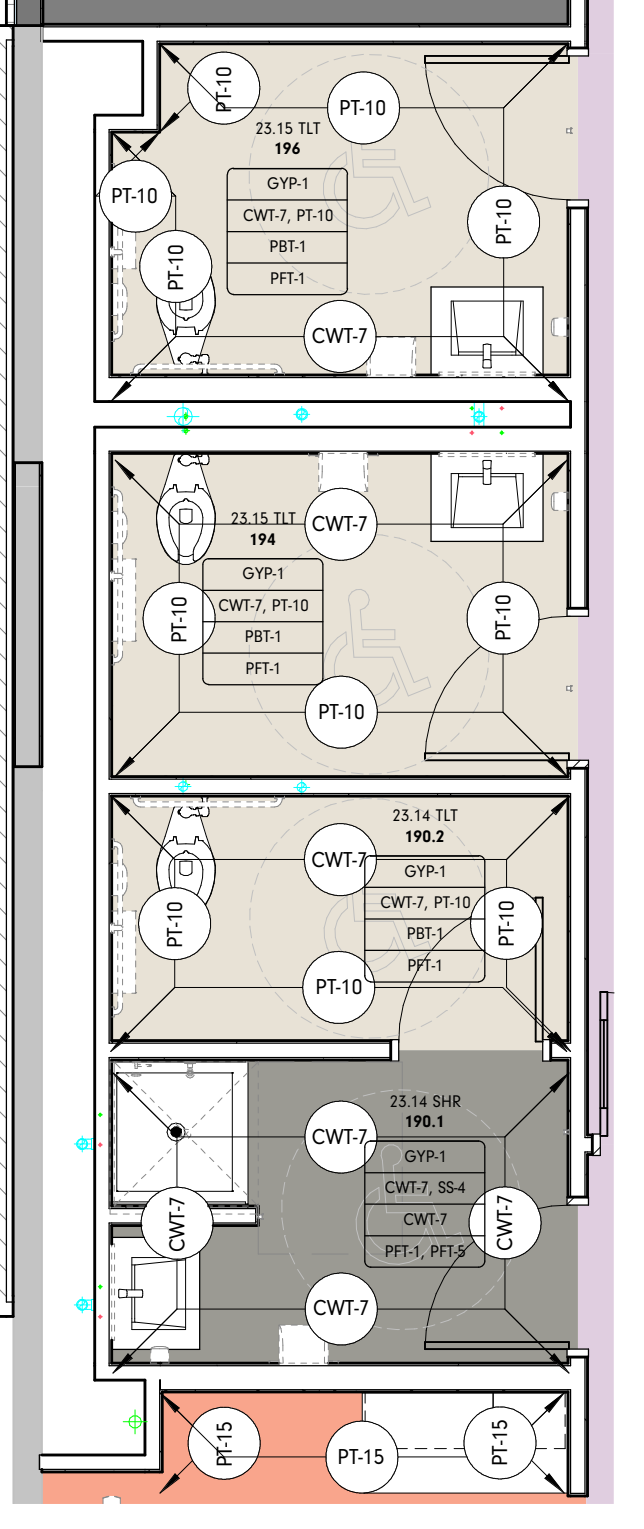 PT-10
PT-10
23.15 TLT
196
GYP-1
CWT-7, PT-10
PBT-1
PFT-1
PT-10
PT-10
PT-10
CWT-7
CWT-7
23.15 TLT
194
GYP-1
CWT-7, PT-10
PBT-1
PFT-1
PT-10
PT-10
PT-10
23.14 TLT
190.2
CWT-7
GYP-1
CWT-7, PT-10
PBT-1
PFT-1
PT-10
PT-10
PT-10
23.14 SHR
190.1
CWT-7
GYP-1
CWT-7, SS-4
CWT-7
PFT-1, PFT-5
CWT-7
CWT-7
CWT-7
PT-15
PT-15
PT-15